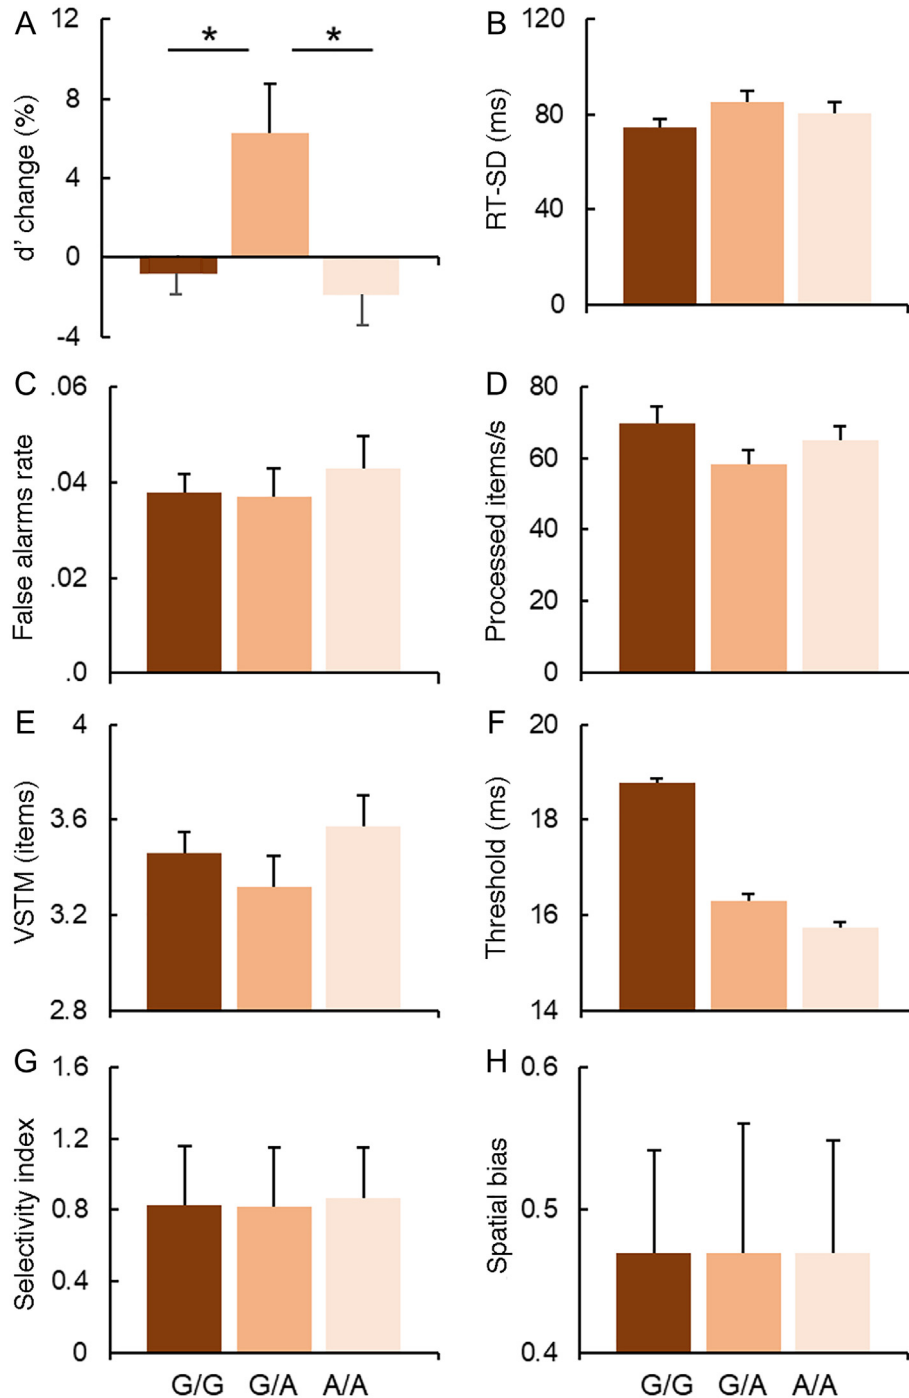 A
d' change (%)
12
8
4
0
-4
*
*
B
RT-SD (ms)
120
80
40
0
C
False alarms rate
.06
.04
.02
.0
D
Processed items/s
80
60
40
20
0
E
VSTM (items)
4
3.6
3.2
2.8
F
Threshold (ms)
20
18
16
14
G
Selectivity index
1.6
1.2
0.8
0.4
0
G/G G/A A/A
H
Spatial bias
0.6
0.5
0.4
G/G G/A A/A